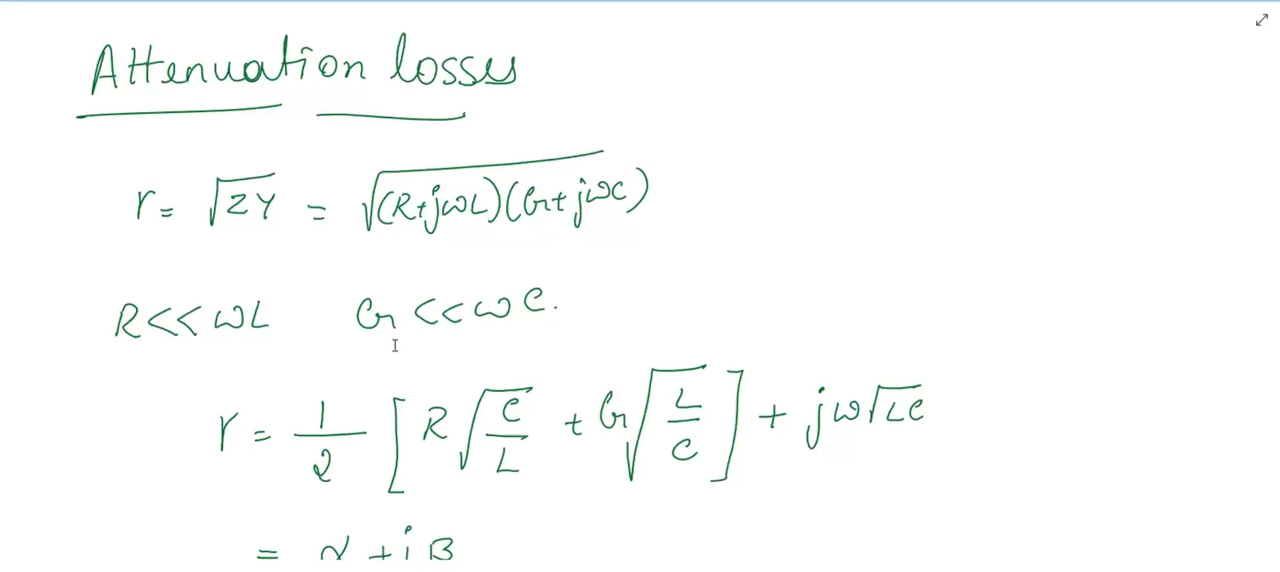 Attenuation losses
r = √ZY = √(R+jωL)(G+jωC)
R<<ωL G<<ωC.
r = 1/2 [R√C/L + G√L/C] + jω√LC
= α + jβ